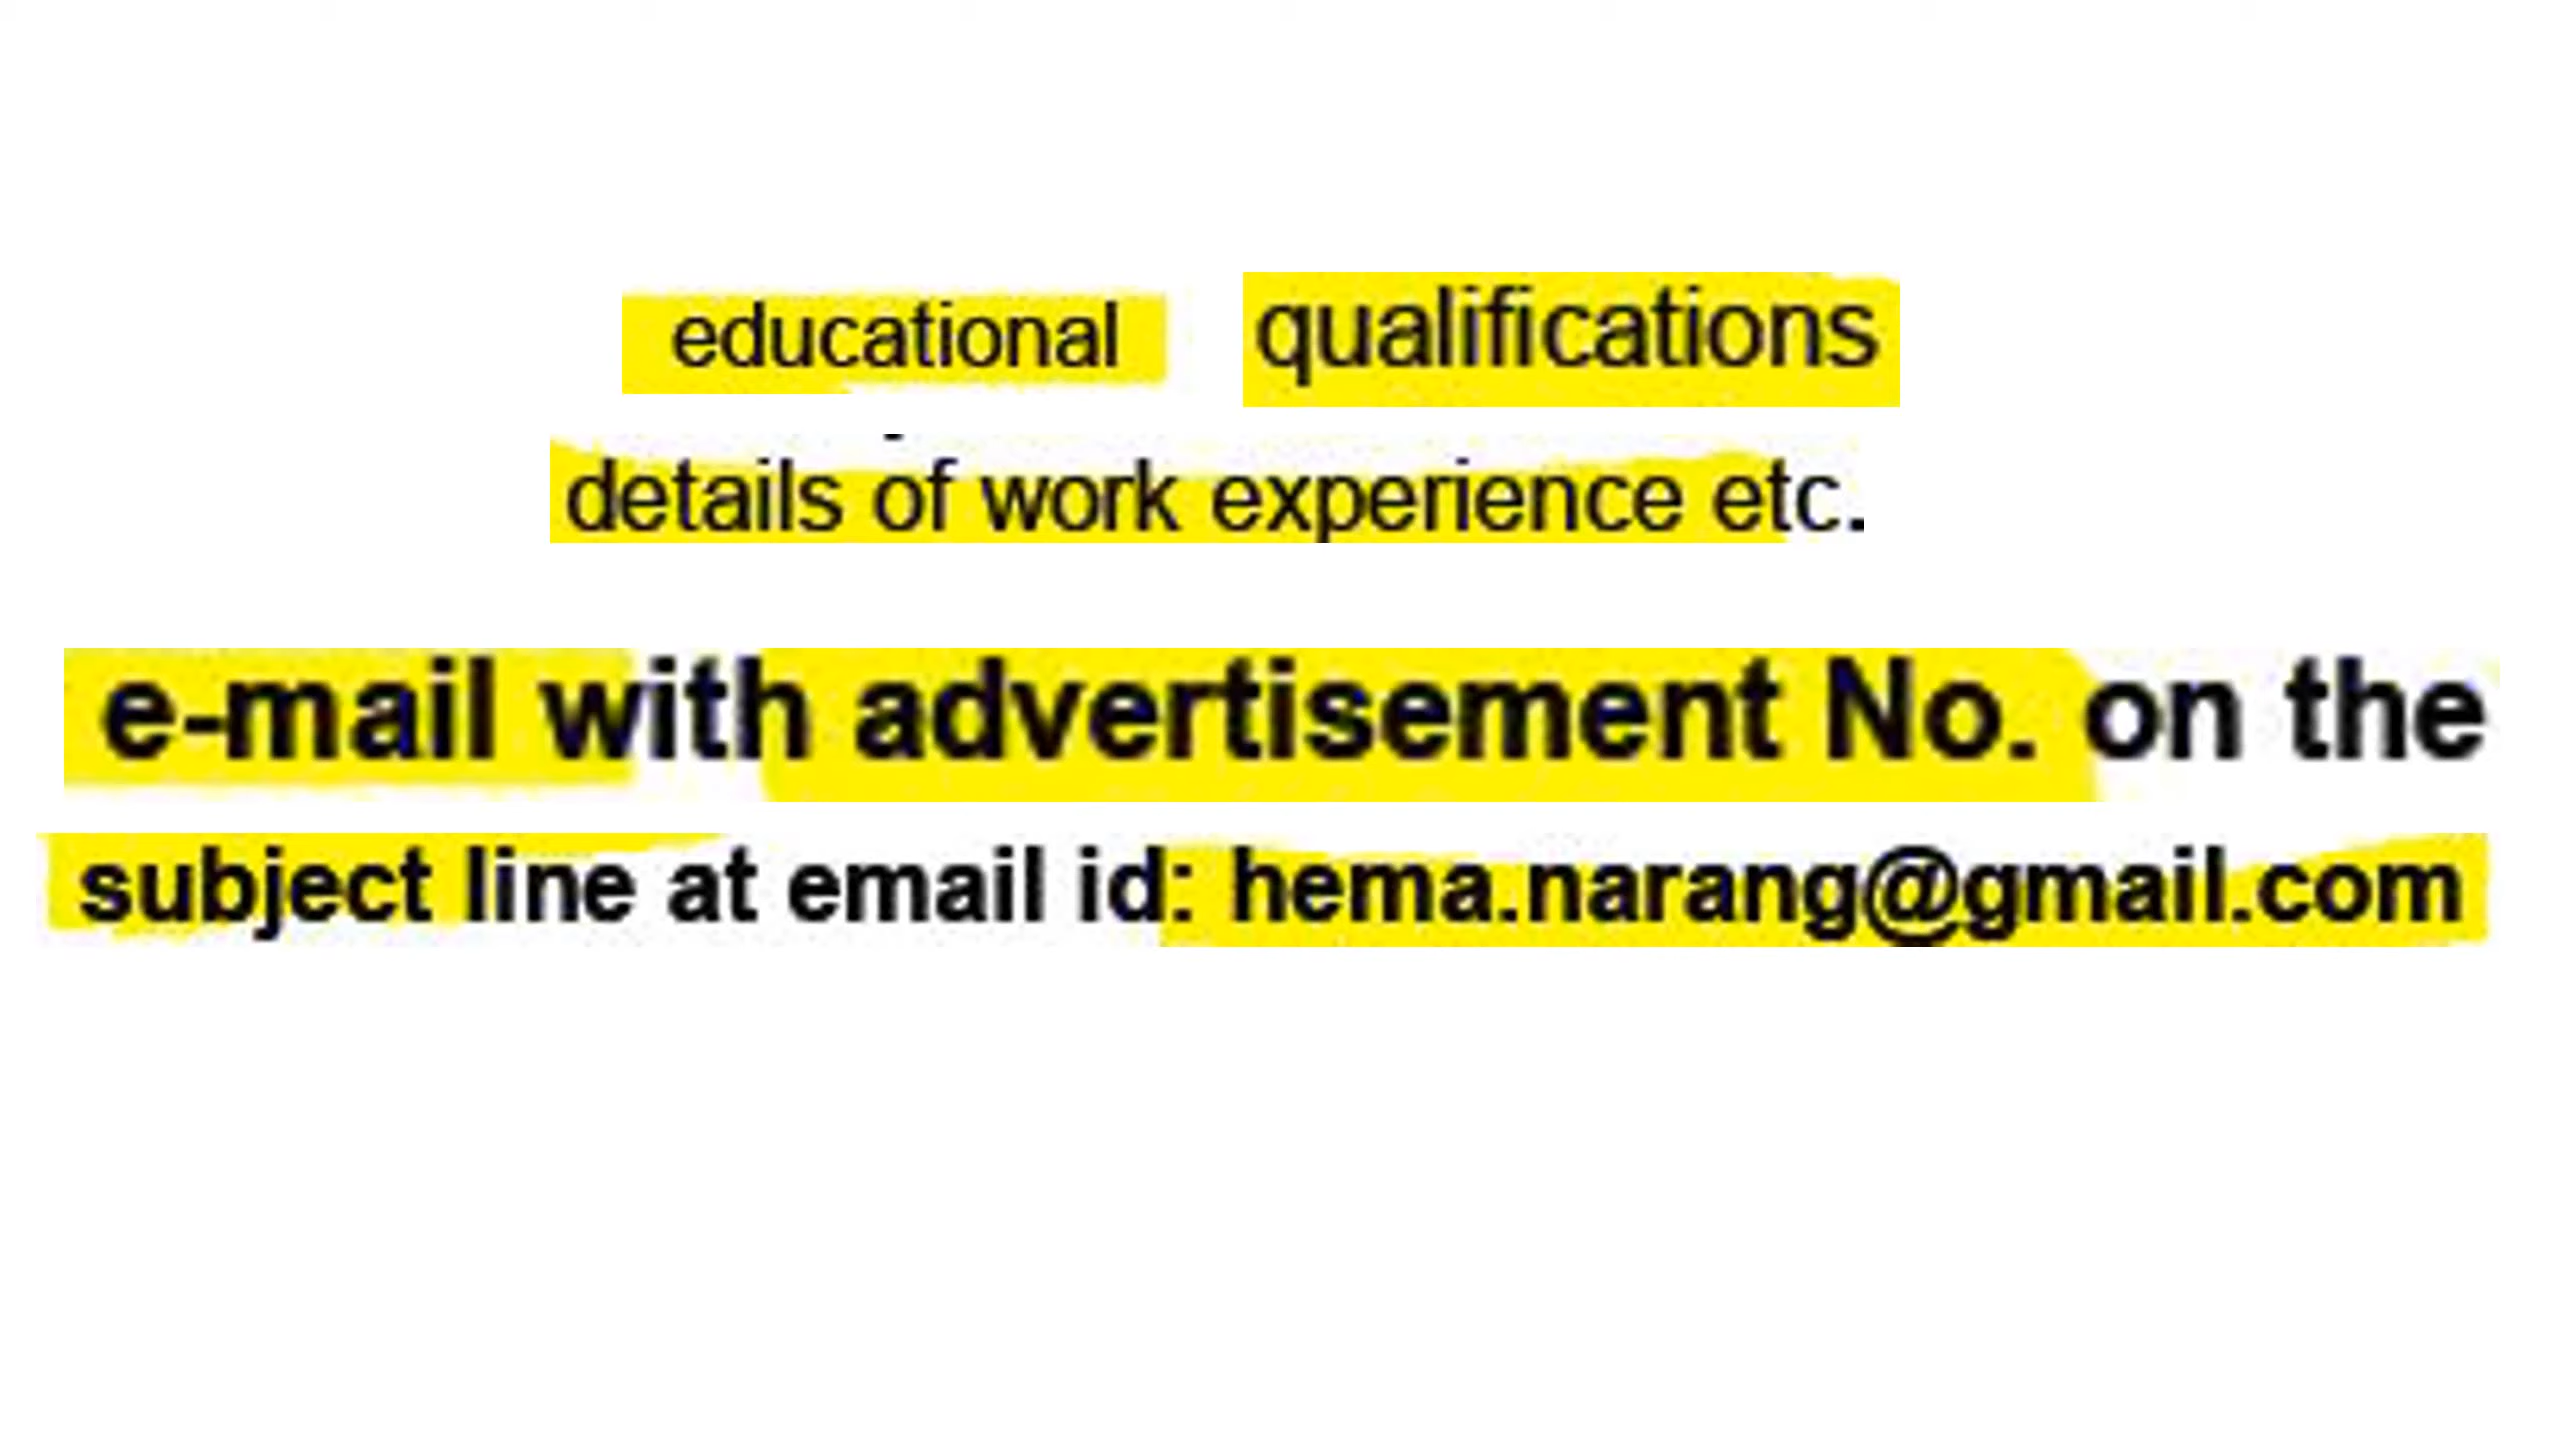 educational qualifications
details of work experience etc.
e-mail with advertisement No. on the
subject line at email id: hema.narang@gmail.com